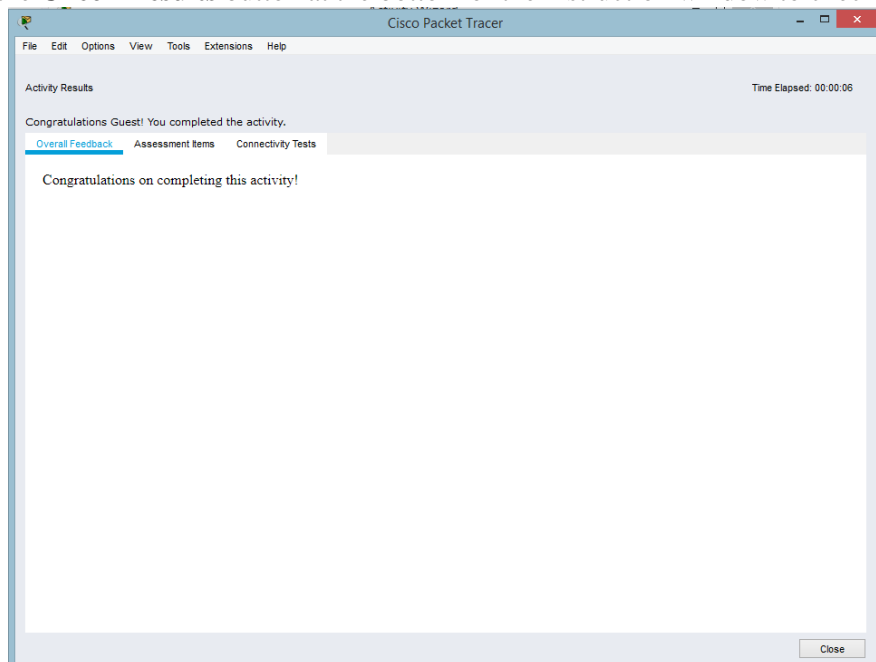 Cisco Packet Tracer
File Edit Options View Tools Extensions Help
Activity Results
Time Elapsed: 00:00:06
Congratulations Guest! You completed the activity.
Overall Feedback Assessment Items Connectivity Tests
Congratulations on completing this activity!
Close